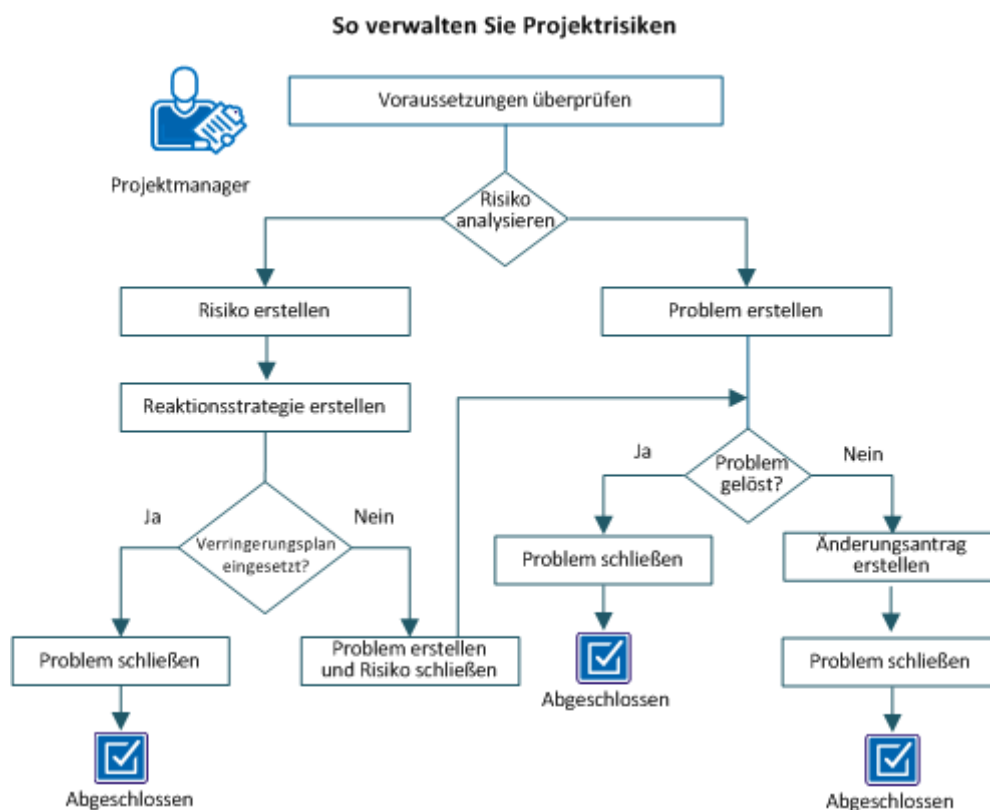 So verwalten Sie Projektrisiken
Voraussetzungen überprüfen
Projektmanager
Risiko
analysieren
Risiko erstellen
Problem erstellen
Reaktionsstrategie erstellen
Ja
Problem
gelöst?
Nein
Ja
Verringerungsplan
eingesetzt?
Nein
Problem schließen
Änderungsantrag
erstellen
Problem schließen
Problem erstellen
und Risiko schließen
Problem schließen
Abgeschlossen
Abgeschlossen
Abgeschlossen